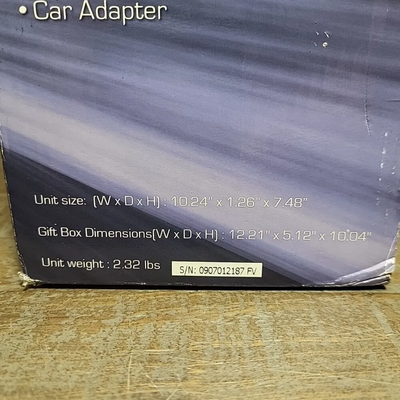 • Car Adapter
Unit size: (W x D x H) : 10.24" x 1.26" x 7.48"
Gift Box Dimensions(W x D x H) : 12.21" x 5.12" x 10.04"
Unit weight : 2.32 lbs
S/N: 0907012187 FV